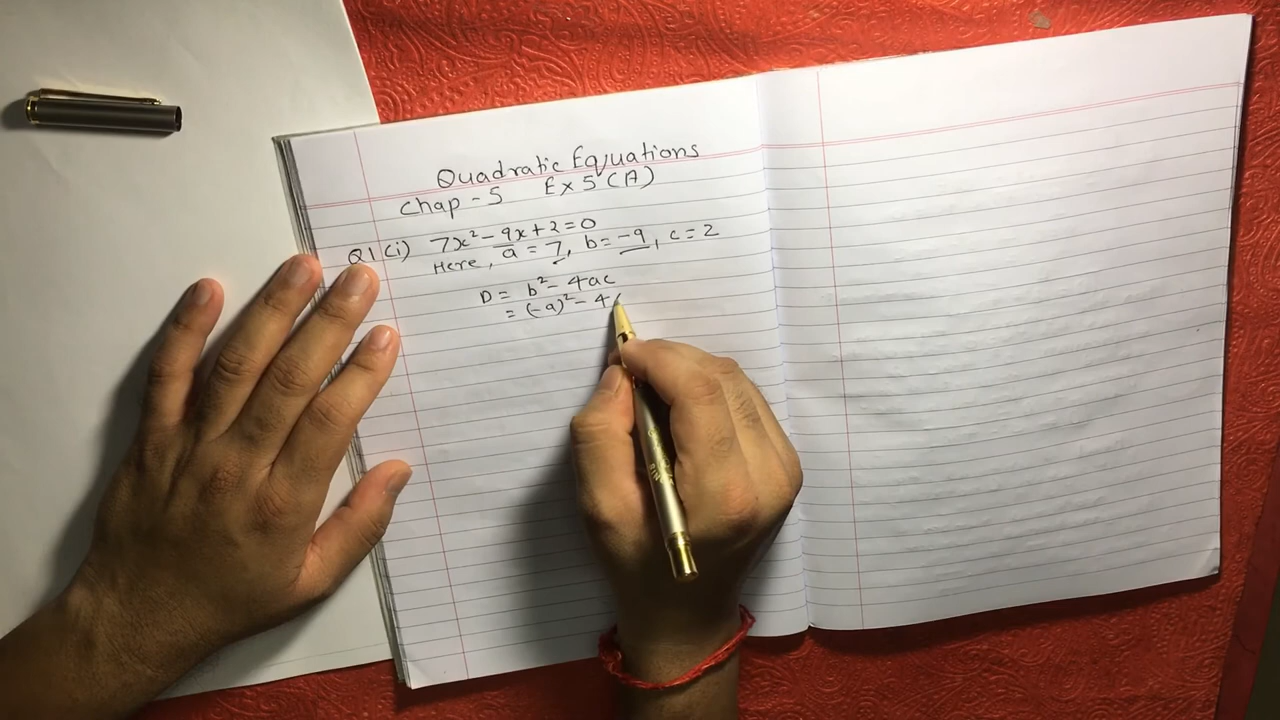 Quadratic Equations
Chap - 5 Ex 5 (A)
Q1 (i) 7x² - 9x + 2 = 0
Here, a = 7, b = -9, c = 2
D = b² - 4ac
= (-9)² - 4(